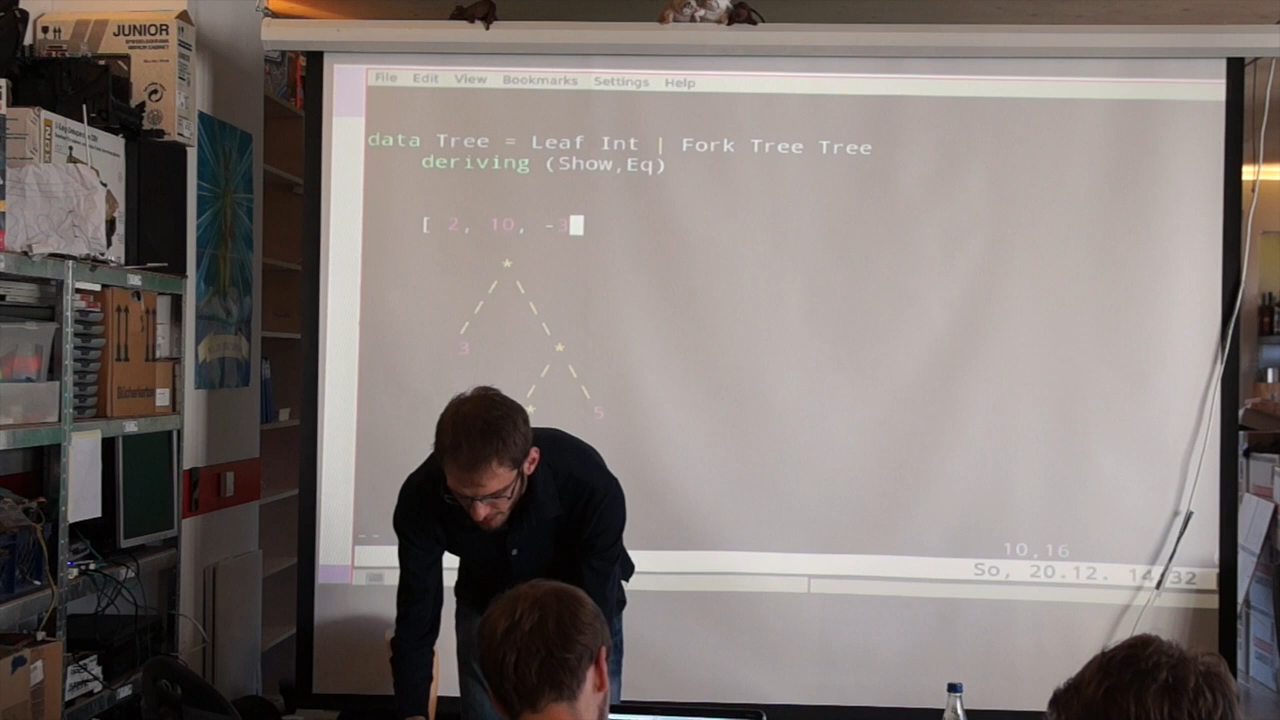 JUNIOR
File Edit View Bookmarks Settings Help
data Tree = Leaf Int | Fork Tree Tree
deriving (Show,Eq)
[ 2, 10, -3
*
3 *
* 5
--
10,16
So, 20.12. 14:32